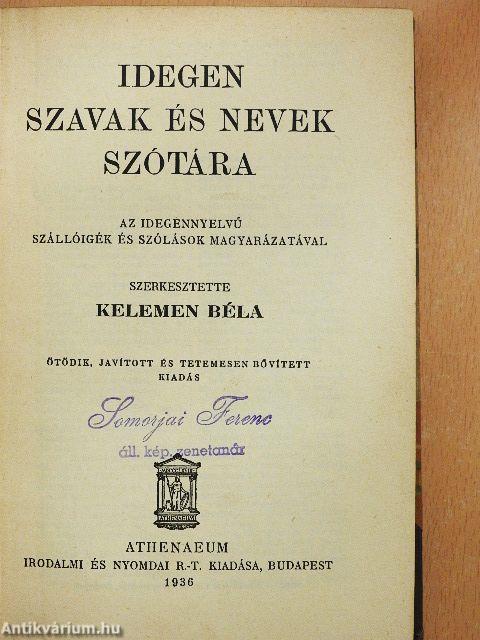 IDEGEN
SZAVAK ÉS NEVEK
SZÓTÁRA
AZ IDEGENNYELVŰ
SZÁLLÓIGÉK ÉS SZÓLÁSOK MAGYARÁZATÁVAL
SZERKESZTETTE
KELEMEN BÉLA
ÖTÖDIK, JAVÍTOTT ÉS TETEMESEN BŐVÍTETT
KIADÁS
Somorjai Ferenc
áll. kép. zenetanár
ATHENAEUM
ATHENAEUM
IRODALMI ÉS NYOMDAI R.-T. KIADÁSA, BUDAPEST
1936
Antikvárium.hu